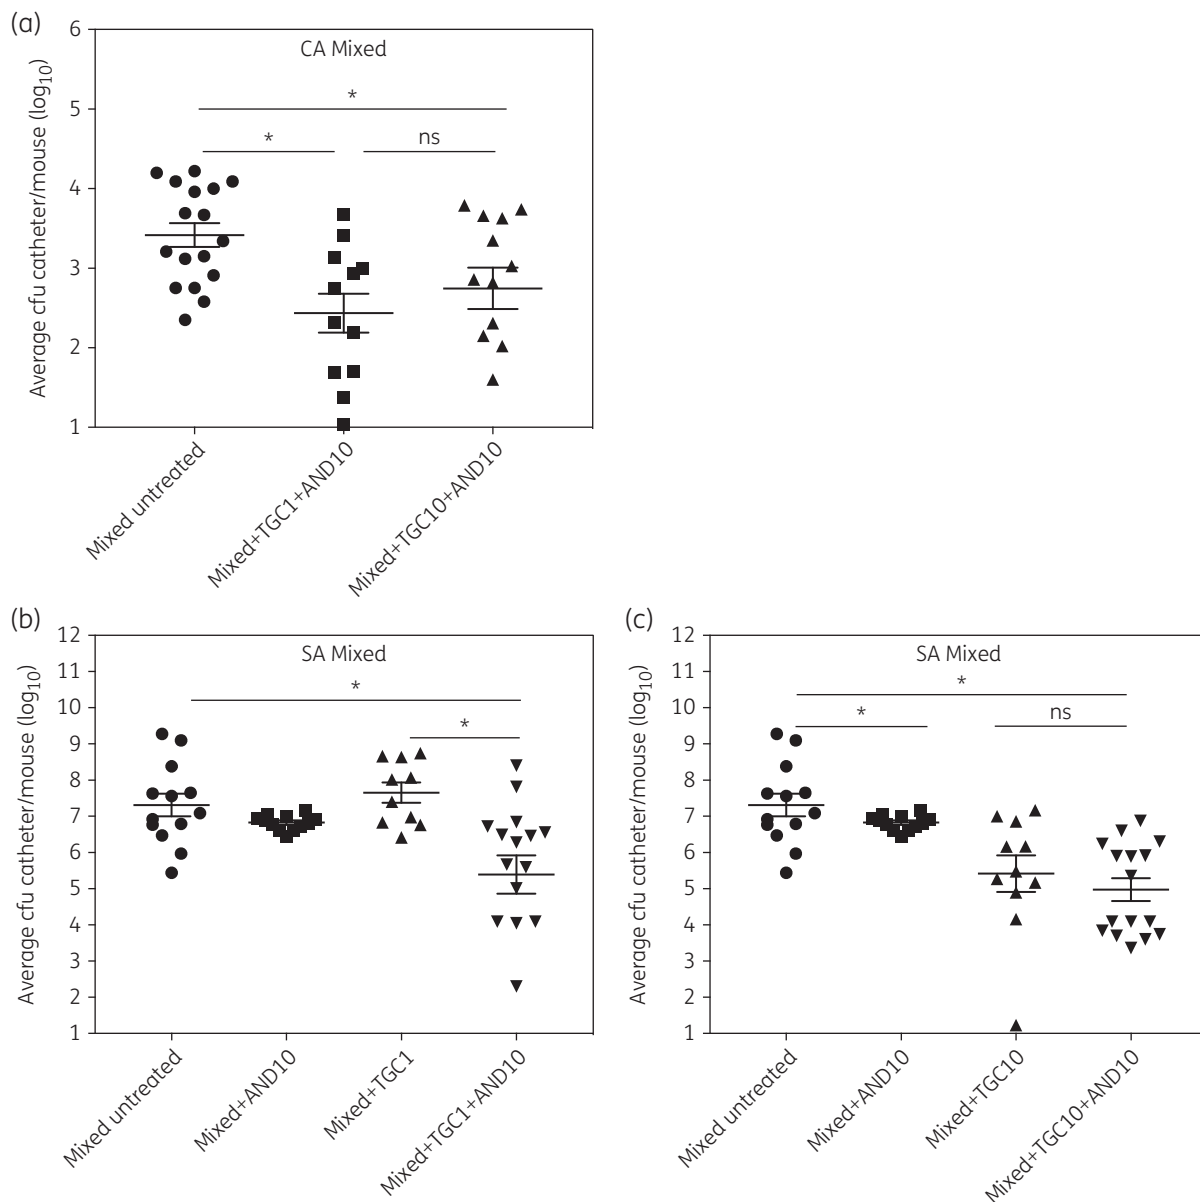 (a)
CA Mixed
Average cfu catheter/mouse (log10)
6
5
4
3
2
1
*
*
ns
Mixed untreated
Mixed+TGC1+AND10
Mixed+TGC10+AND10
(b)
SA Mixed
Average cfu catheter/mouse (log10)
12
11
10
9
8
7
6
5
4
3
2
1
*
*
Mixed untreated
Mixed+AND10
Mixed+TGC1
Mixed+TGC1+AND10
(c)
SA Mixed
Average cfu catheter/mouse (log10)
12
11
10
9
8
7
6
5
4
3
2
1
*
*
ns
Mixed untreated
Mixed+AND10
Mixed+TGC10
Mixed+TGC10+AND10